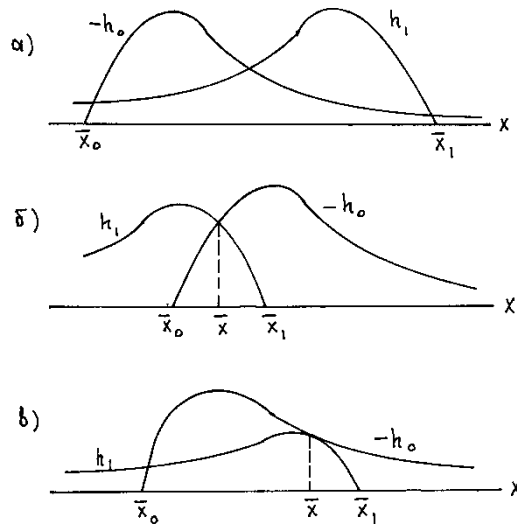 а)
-h₀
h₁
x̄₀
x̄₁
x
б)
h₁
-h₀
x̄₀
x̄
x̄₁
x
в)
h₁
-h₀
x̄₀
x̄
x̄₁
x